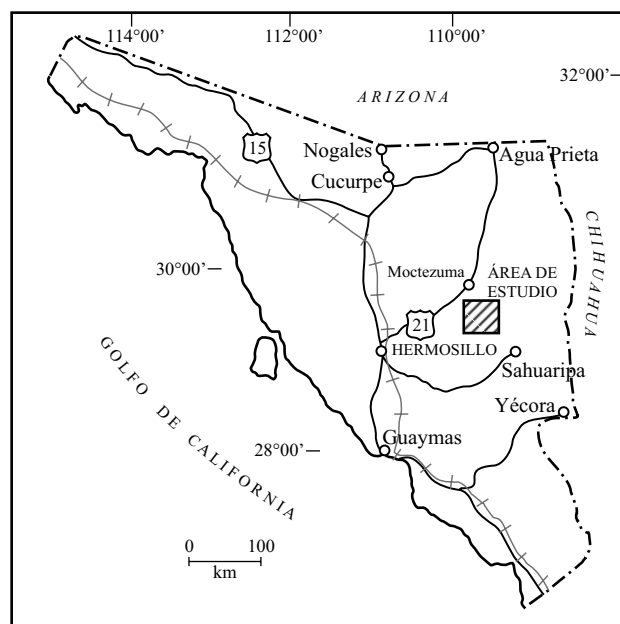 114°00’
112°00’
110°00’
32°00’
ARIZONA
15
Nogales
Agua Prieta
Cucurpe
CHIHUAHUA
30°00’
Moctezuma
ÁREA DE
ESTUDIO
21
HERMOSILLO
Sahuaripa
GOLFO DE CALIFORNIA
Yécora
Guaymas
28°00’
0 100
km